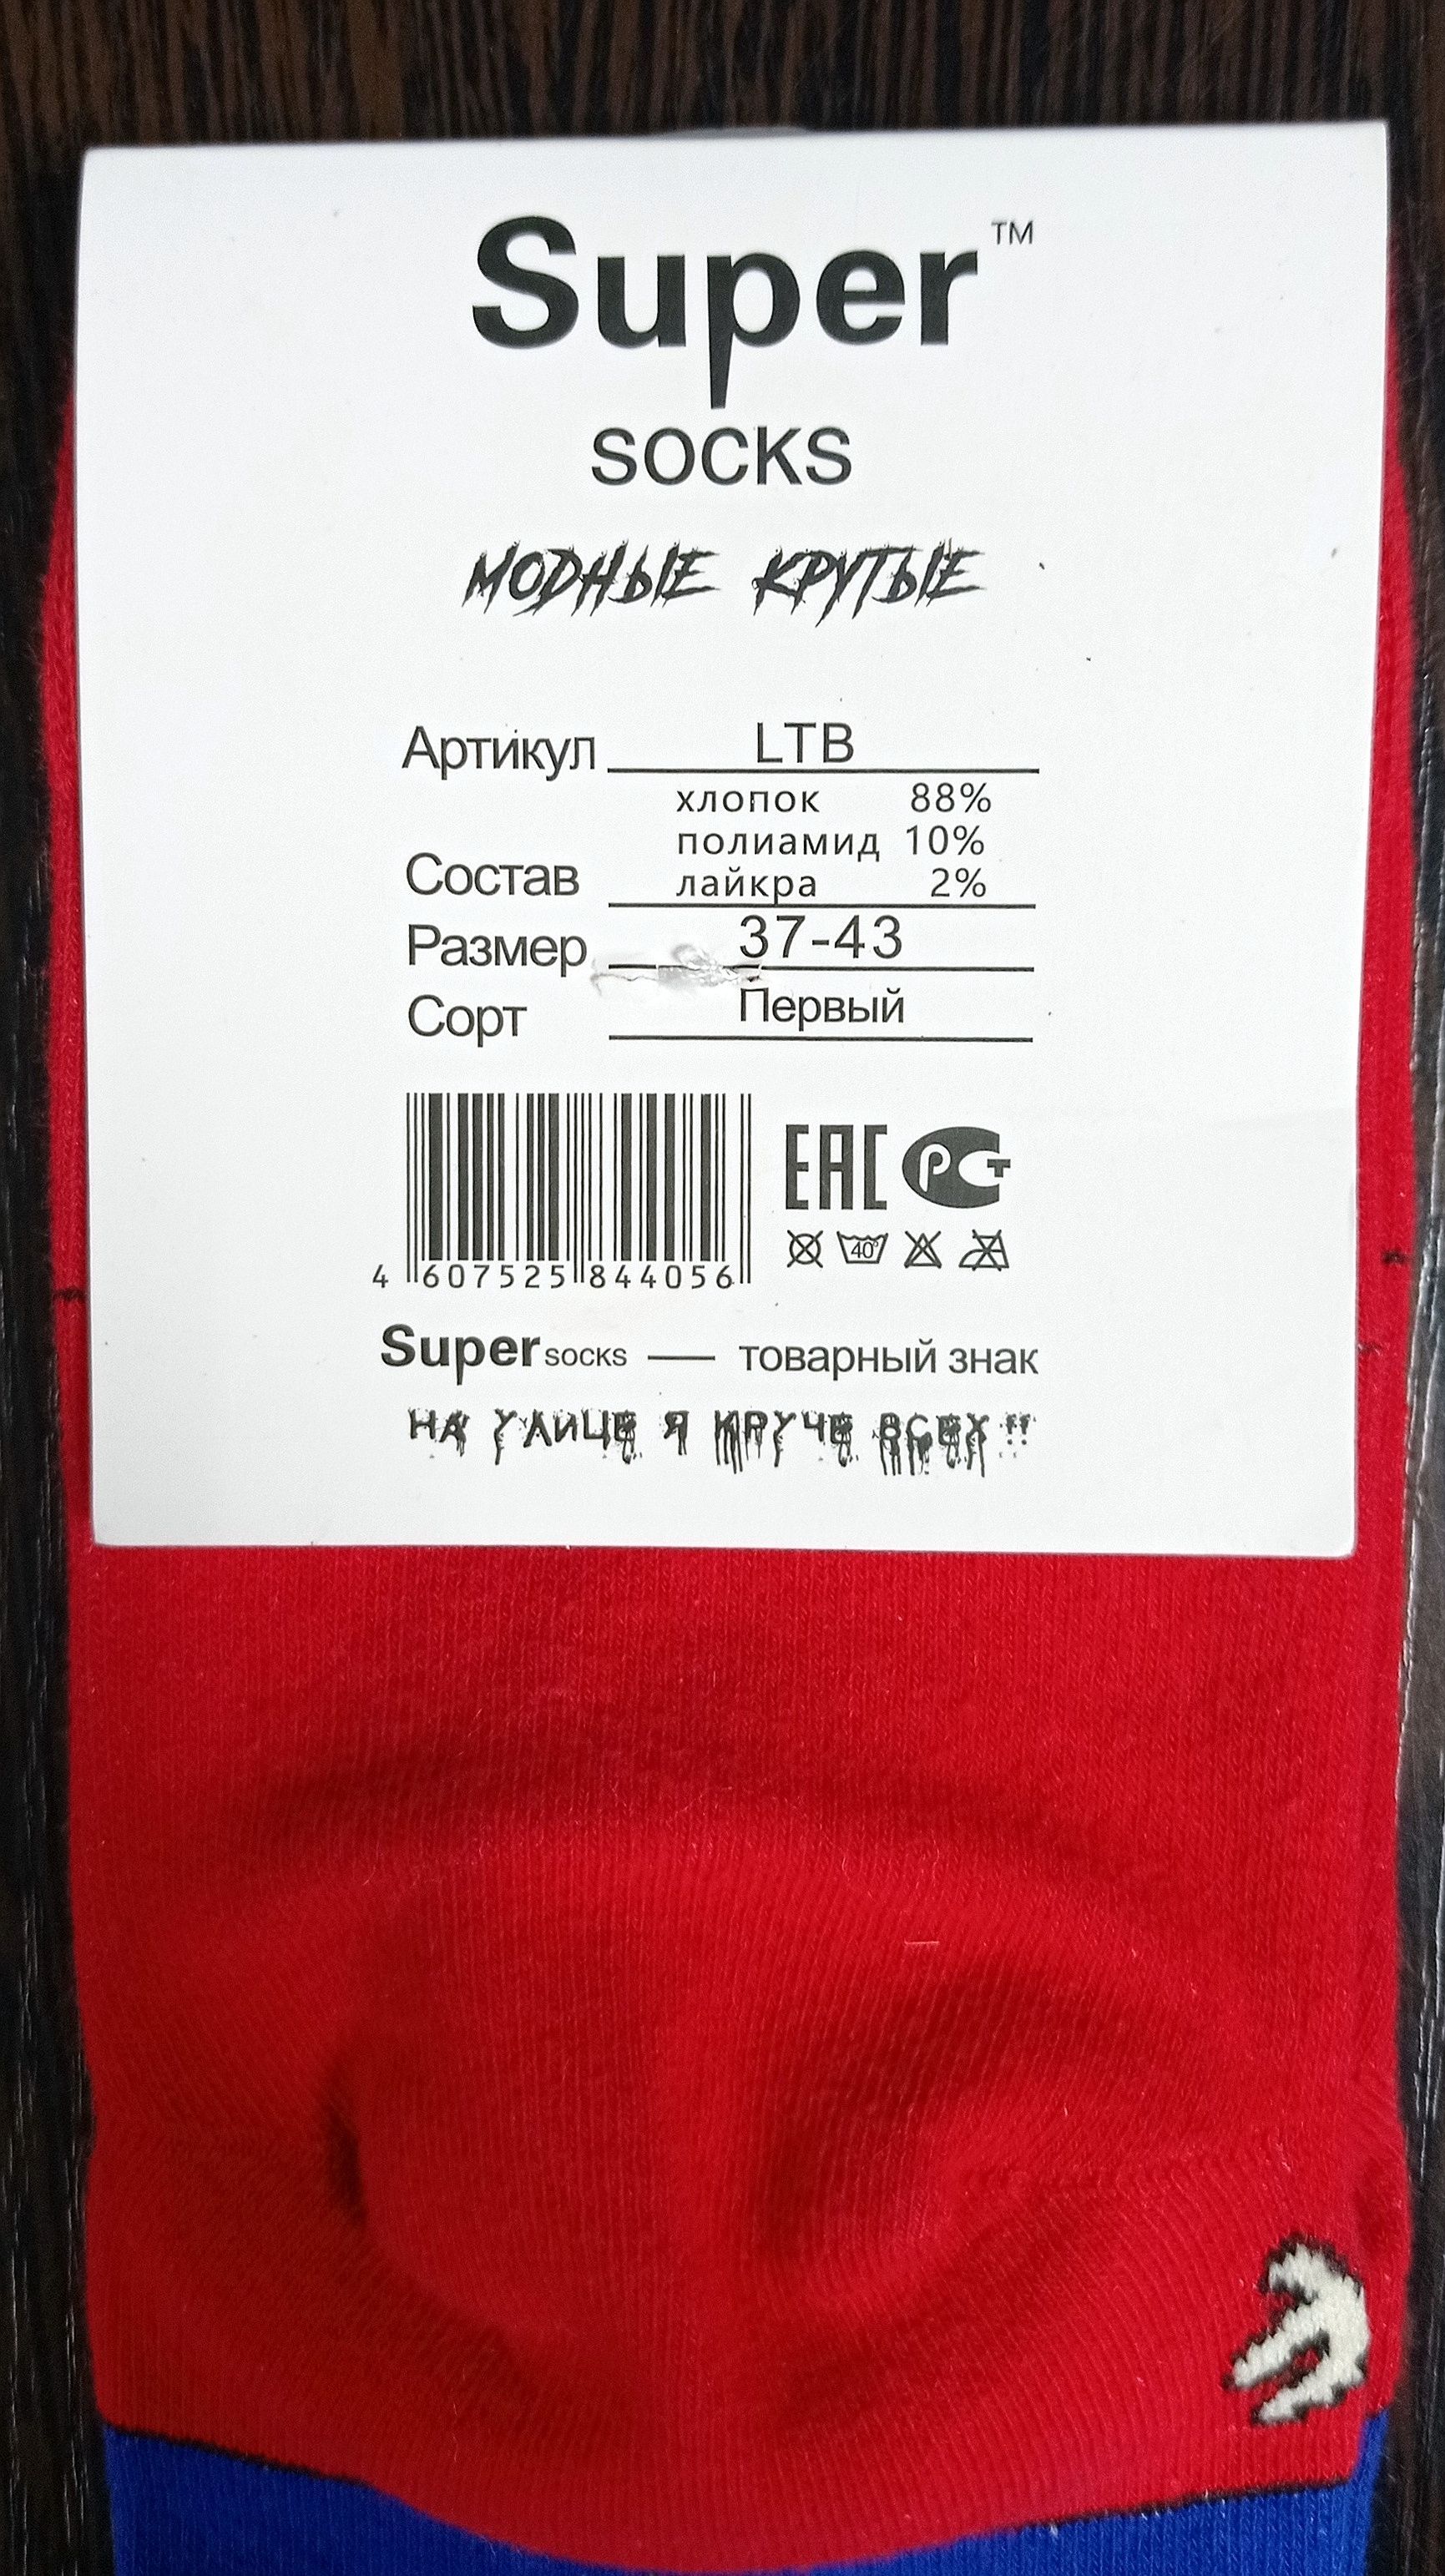 Super™
SOCKS
МОДНЫЕ КРУТЫЕ
Артикул LTB
хлопок 88%
полиамид 10%
Состав лайкра 2%
Размер 37-43
Сорт Первый
EAC РСТ
40°
4 607525 844056
Super SOCKS — товарный знак
НА УЛИЦЕ Я КРУЧЕ ВСЕХ !!